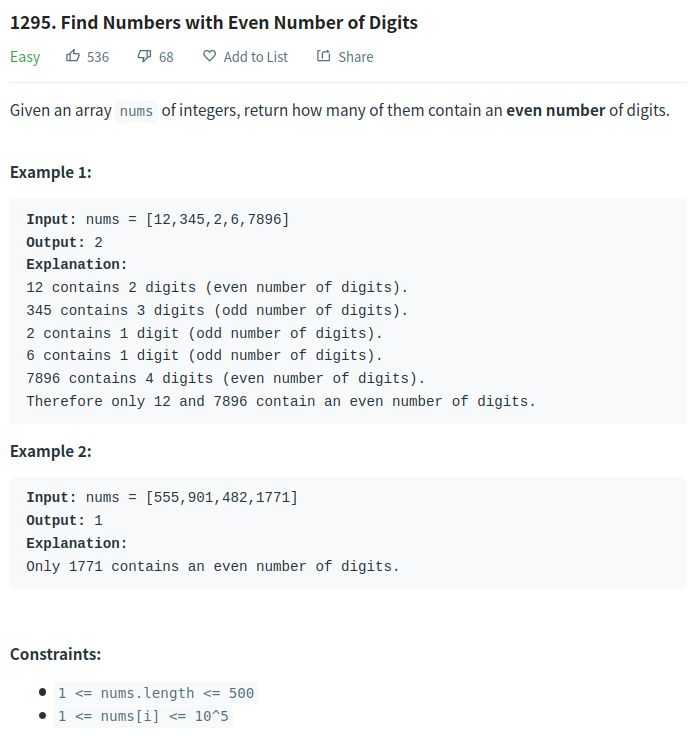 1295. Find Numbers with Even Number of Digits
Easy 536 68 Add to List Share
Given an array nums of integers, return how many of them contain an even number of digits.
Example 1:
Input: nums = [12,345,2,6,7896]
Output: 2
Explanation:
12 contains 2 digits (even number of digits).
345 contains 3 digits (odd number of digits).
2 contains 1 digit (odd number of digits).
6 contains 1 digit (odd number of digits).
7896 contains 4 digits (even number of digits).
Therefore only 12 and 7896 contain an even number of digits.
Example 2:
Input: nums = [555,901,482,1771]
Output: 1
Explanation:
Only 1771 contains an even number of digits.
Constraints:
1 <= nums.length <= 500
1 <= nums[i] <= 10^5